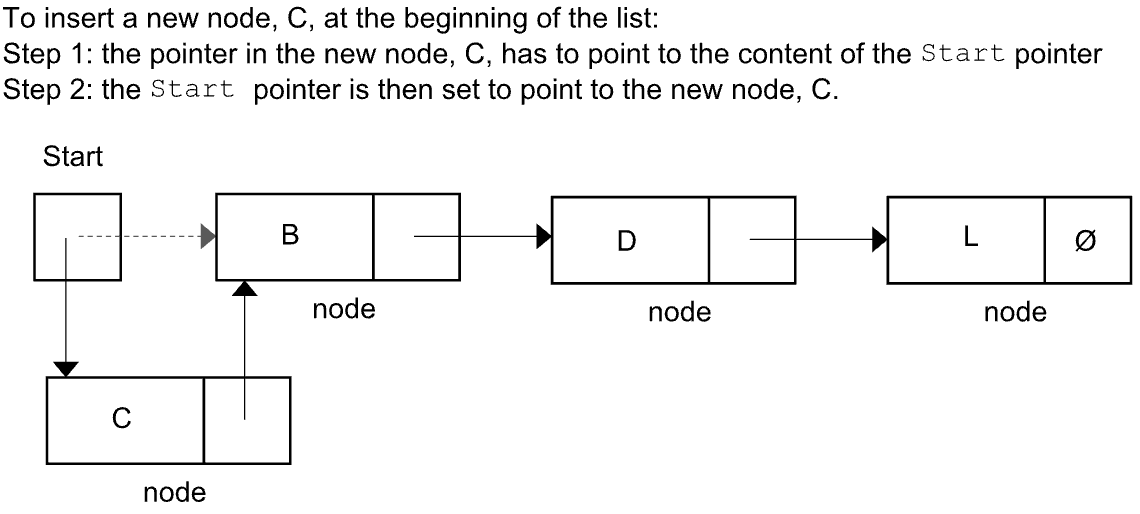 To insert a new node, C, at the beginning of the list:
Step 1: the pointer in the new node, C, has to point to the content of the Start pointer
Step 2: the Start pointer is then set to point to the new node, C.
Start
B
D
L Ø
node
node
node
C
node